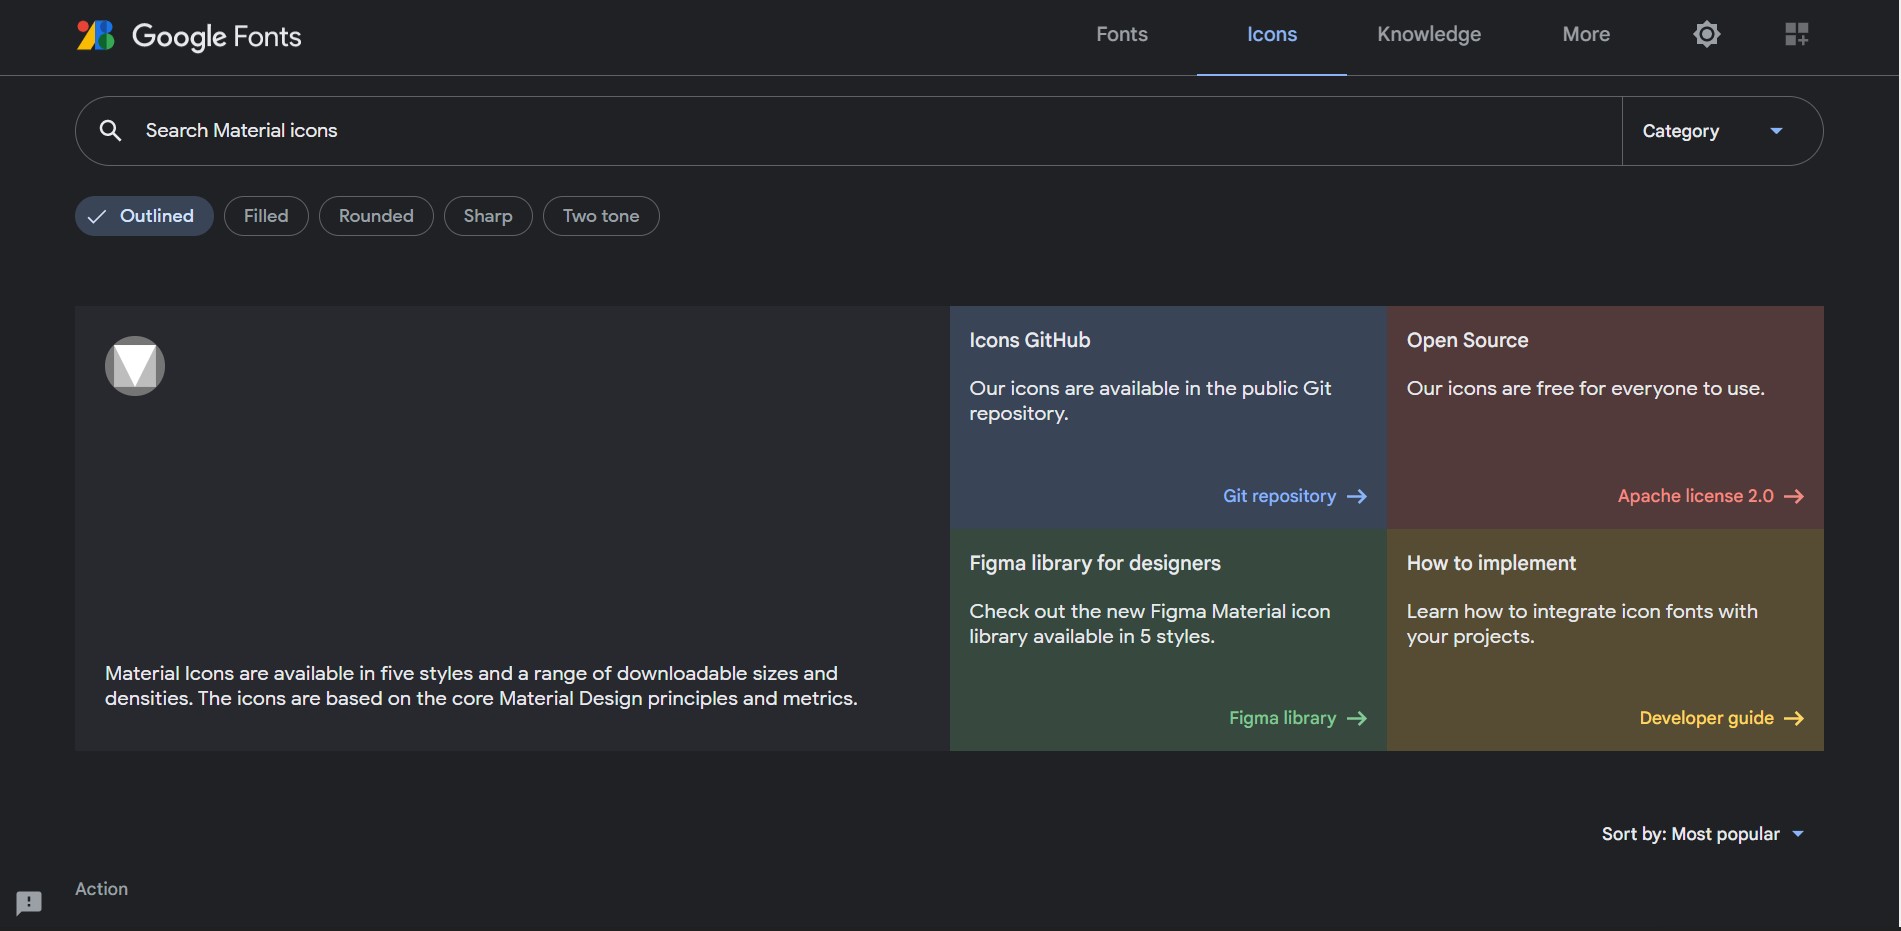 Google Fonts
Fonts
Icons
Knowledge
More
Search Material icons
Category
Outlined
Filled
Rounded
Sharp
Two tone
Material Icons are available in five styles and a range of downloadable sizes and
densities. The icons are based on the core Material Design principles and metrics.
Icons GitHub
Our icons are available in the public Git
repository.
Git repository
Open Source
Our icons are free for everyone to use.
Apache license 2.0
Figma library for designers
Check out the new Figma Material icon
library available in 5 styles.
Figma library
How to implement
Learn how to integrate icon fonts with
your projects.
Developer guide
Sort by: Most popular
Action